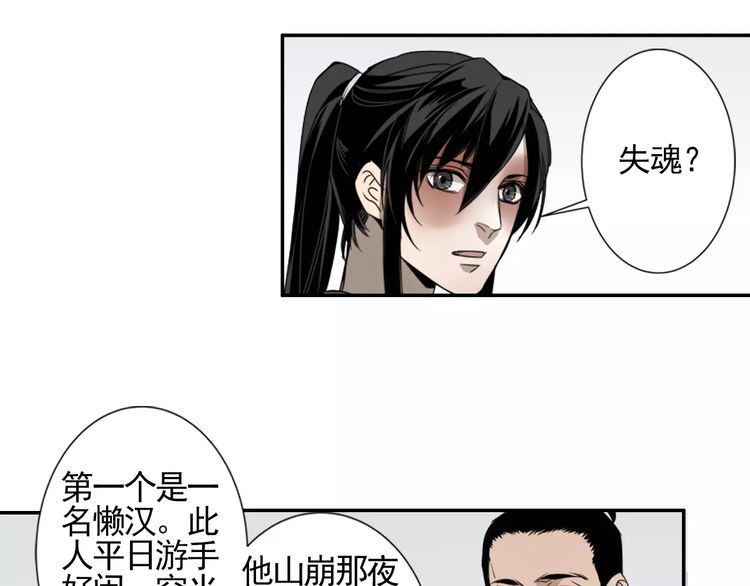 失魂？
第一个是一
名懒汉。此
人平日游手
他山崩那夜